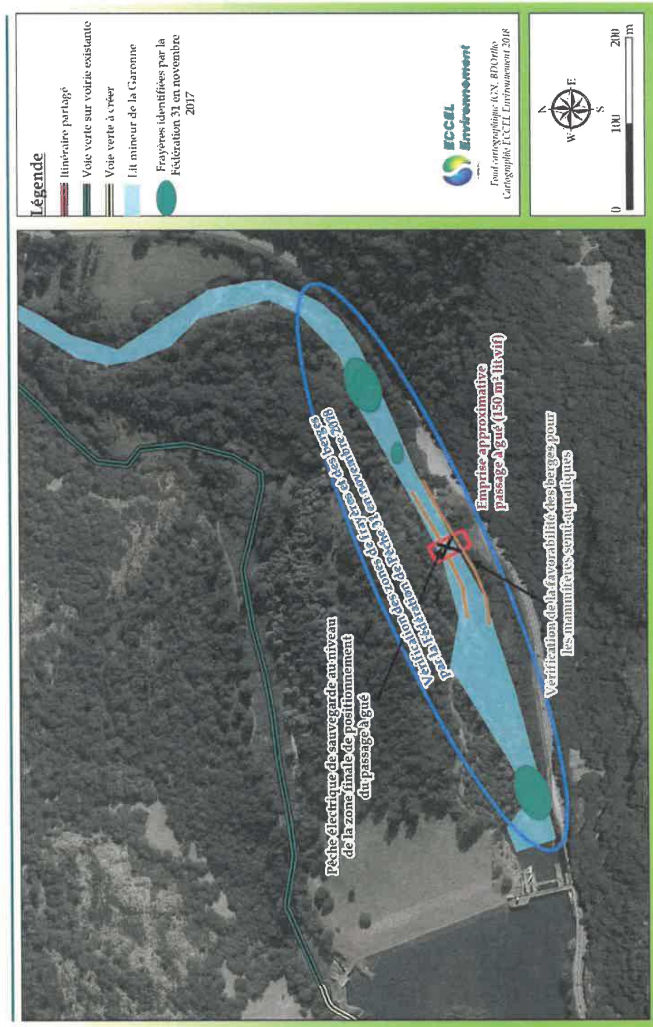 Légende
Itinéraire partagé
Voie verte sur voirie existante
Voie verte à créer
Lit mineur de la Garonne
Frayères identifiées par la
Fédération 31 en novembre
2017
ECCEL
Environnement
Fond cartographique IGN, BDOrtho
Cartographie ECCEL Environnement 2018
N
E
S
W
0
100
200
m
Pêche électrique de sauvegarde au niveau
de la zone finale de positionnement
du passage à gué
Vérification des zones de frayères et des berges
par la Fédération de Pêche 31 en novembre 2018
Emprise approximative
passage à gué (150 m² lit vif)
Vérification de la favorabilité des berges pour
les mammifères semi-aquatiques